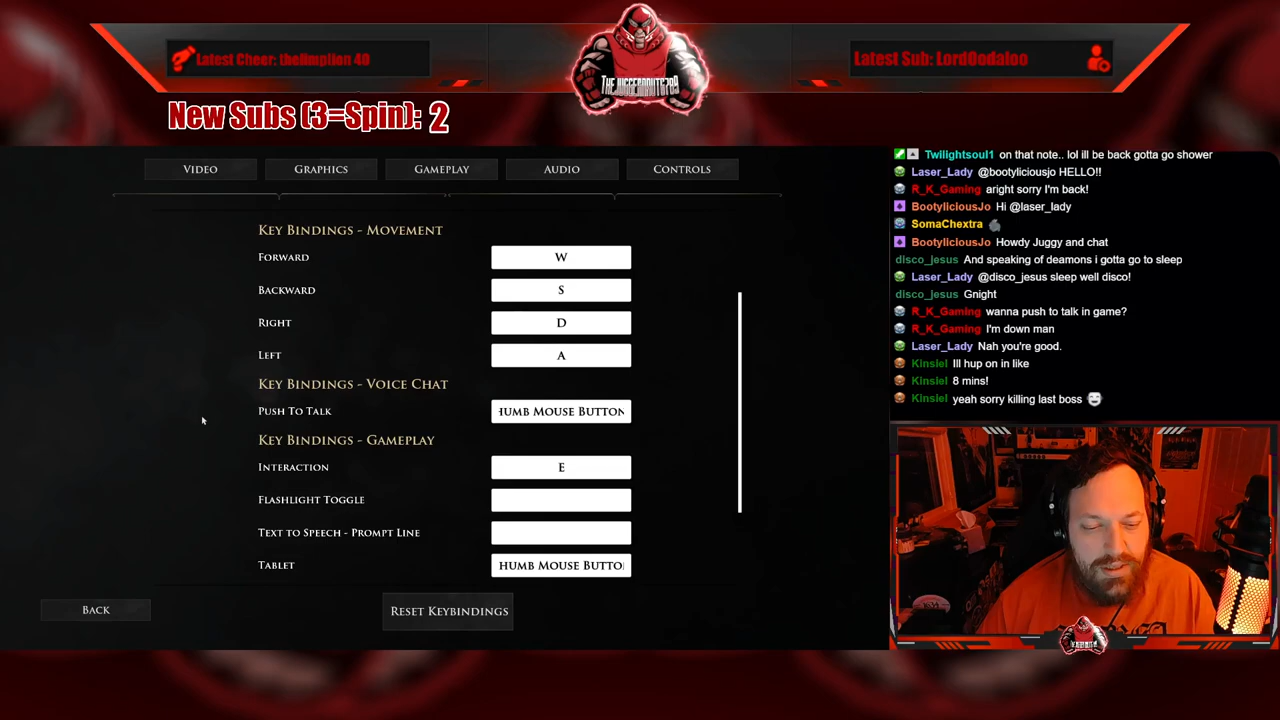 Latest Cheer: theimption 40
THEJUGGERNAUT6789
Latest Sub: LordOodaloo
New Subs (3=Spin): 2
VIDEO
GRAPHICS
GAMEPLAY
AUDIO
CONTROLS
KEY BINDINGS - MOVEMENT
FORWARD
W
BACKWARD
S
RIGHT
D
LEFT
A
KEY BINDINGS - VOICE CHAT
PUSH TO TALK
HUMB MOUSE BUTTON
KEY BINDINGS - GAMEPLAY
INTERACTION
E
FLASHLIGHT TOGGLE
TEXT TO SPEECH - PROMPT LINE
TABLET
HUMB MOUSE BUTTO
BACK
RESET KEYBINDINGS
Twilightsoul1 on that note.. lol ill be back gotta go shower
Laser_Lady @bootyliciousjo HELLO!!
R_K_Gaming aright sorry I'm back!
BootyliciousJo Hi @laser_lady
SomaChextra
BootyliciousJo Howdy Juggy and chat
disco_jesus And speaking of deamons i gotta go to sleep
Laser_Lady @disco_jesus sleep well disco!
disco_jesus Gnight
R_K_Gaming wanna push to talk in game?
R_K_Gaming I'm down man
Laser_Lady Nah you're good.
Kinsiel Ill hup on in like
Kinsiel 8 mins!
Kinsiel yeah sorry killing last boss